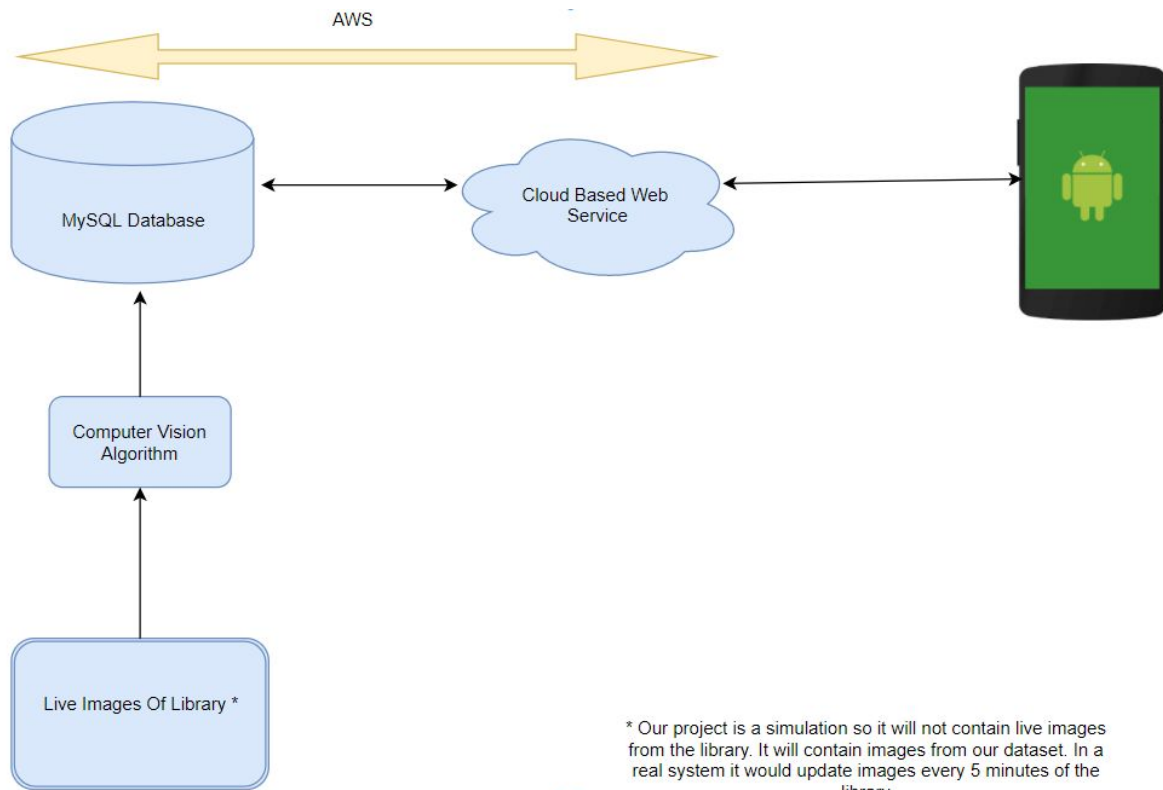 AWS
MySQL Database
Cloud Based Web
Service
Computer Vision
Algorithm
Live Images Of Library *
* Our project is a simulation so it will not contain live images
from the library. It will contain images from our dataset. In a
real system it would update images every 5 minutes of the
library